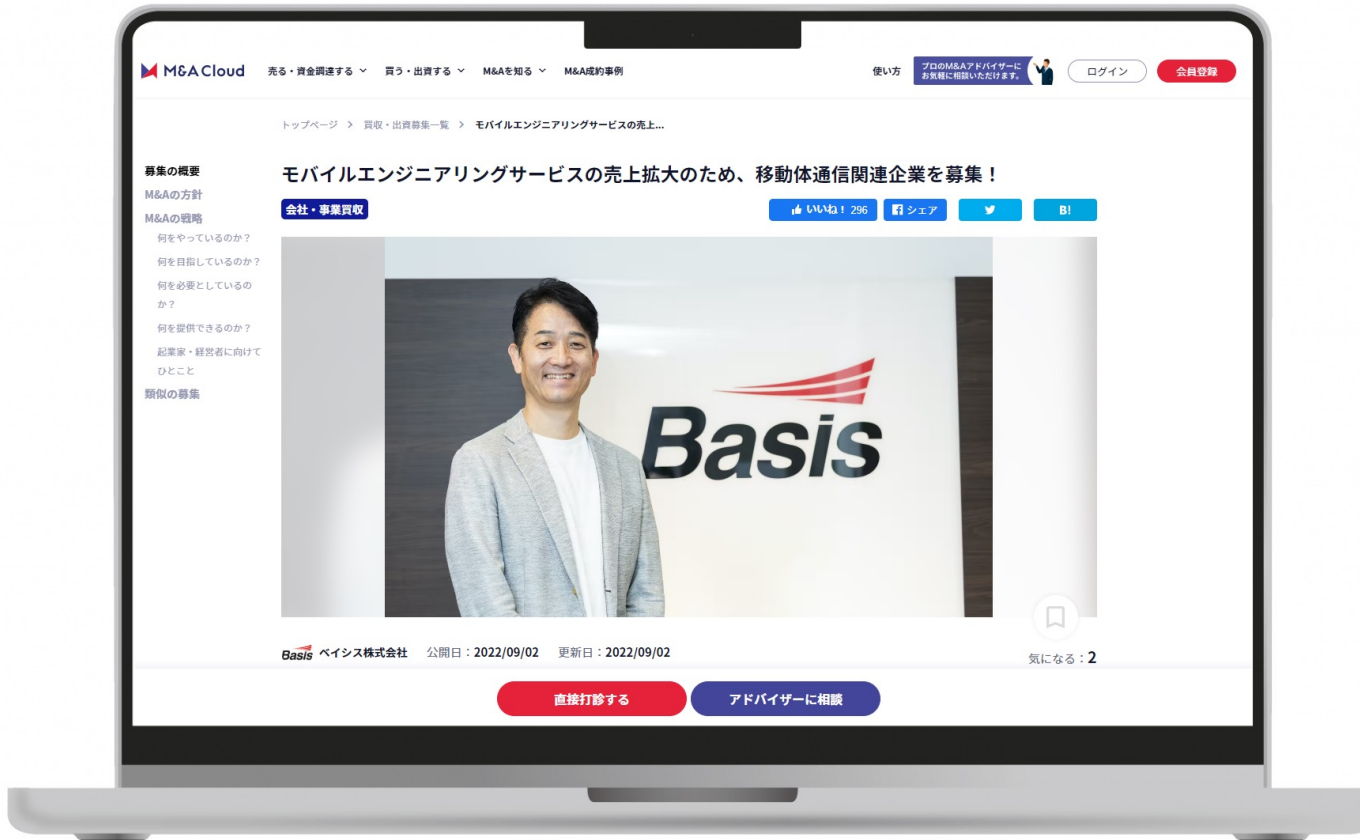 M&A Cloud
売る・資金調達する
買う・出資する
M&Aを知る
M&A成約事例
使い方
プロのM&Aアドバイザーに
お気軽に相談いただけます。
ログイン
会員登録
トップページ > 買収・出資募集一覧 > モバイルエンジニアリングサービスの売上...
募集の概要
M&Aの方針
M&Aの戦略
何をやっているのか？
何を目指しているのか？
何を必要としているの
か？
何を提供できるのか？
起業家・経営者に向けて
ひとこと
類似の募集
モバイルエンジニアリングサービスの売上拡大のため、移動体通信関連企業を募集！
会社・事業買収
いいね！ 296
シェア
B!
Basis
Basis ベイシス株式会社 公開日：2022/09/02 更新日：2022/09/02
気になる：2
直接打診する
アドバイザーに相談